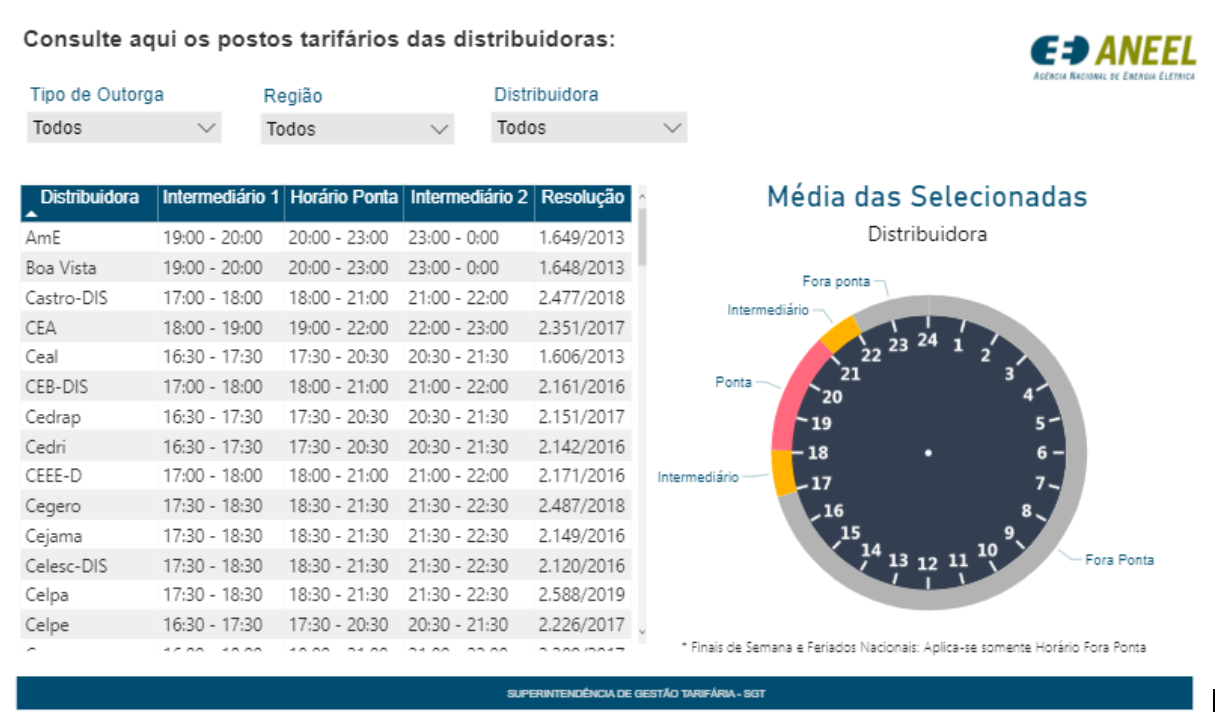 Consulte aqui os postos tarifários das distribuidoras:
ANEEL
AGÊNCIA NACIONAL DE ENERGIA ELÉTRICA
Tipo de Outorga Região Distribuidora
Todos Todos Todos
Distribuidora Intermediário 1 Horário Ponta Intermediário 2 Resolução
AmE 19:00 - 20:00 20:00 - 23:00 23:00 - 0:00 1.649/2013
Boa Vista 19:00 - 20:00 20:00 - 23:00 23:00 - 0:00 1.648/2013
Castro-DIS 17:00 - 18:00 18:00 - 21:00 21:00 - 22:00 2.477/2018
CEA 18:00 - 19:00 19:00 - 22:00 22:00 - 23:00 2.351/2017
Ceal 16:30 - 17:30 17:30 - 20:30 20:30 - 21:30 1.606/2013
CEB-DIS 17:00 - 18:00 18:00 - 21:00 21:00 - 22:00 2.161/2016
Cedrap 16:30 - 17:30 17:30 - 20:30 20:30 - 21:30 2.151/2017
Cedri 16:30 - 17:30 17:30 - 20:30 20:30 - 21:30 2.142/2016
CEEE-D 17:00 - 18:00 18:00 - 21:00 21:00 - 22:00 2.171/2016
Cegero 17:30 - 18:30 18:30 - 21:30 21:30 - 22:30 2.487/2018
Cejama 17:30 - 18:30 18:30 - 21:30 21:30 - 22:30 2.149/2016
Celesc-DIS 17:30 - 18:30 18:30 - 21:30 21:30 - 22:30 2.120/2016
Celpa 17:30 - 18:30 18:30 - 21:30 21:30 - 22:30 2.588/2019
Celpe 16:30 - 17:30 17:30 - 20:30 20:30 - 21:30 2.226/2017
Média das Selecionadas
Distribuidora
Fora ponta
Intermediário
Ponta
Intermediário
Fora Ponta
24
1
2
3
4
5
6
7
8
9
10
11
12
13
14
15
16
17
18
19
20
21
22
23
* Finais de Semana e Feriados Nacionais: Aplica-se somente Horário Fora Ponta
SUPERINTENDÊNCIA DE GESTÃO TARIFÁRIA - SGT